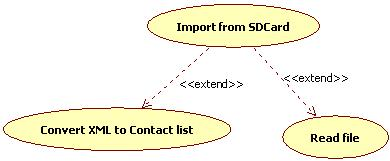 Import from SDCard
<<extend>>
<<extend>>
Convert XML to Contact list
Read file